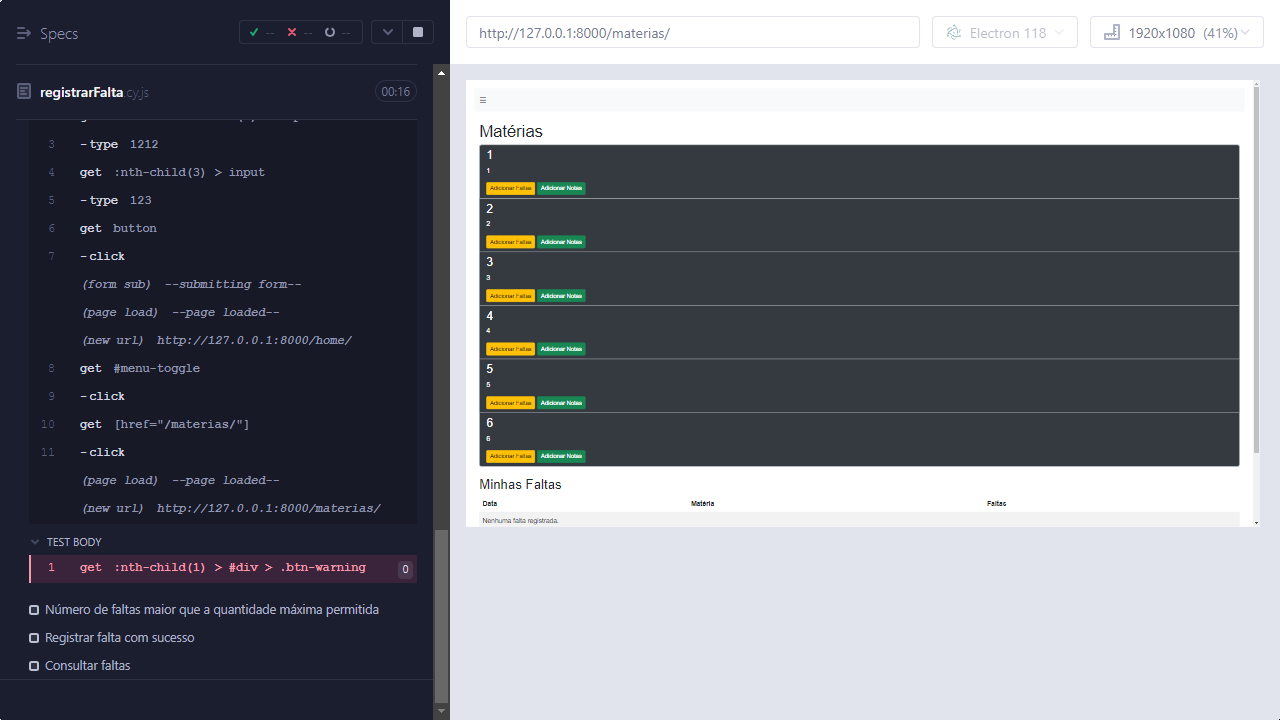 Specs
-- -- --
registrarFalta.cy.js 00:16
3 -type 1212
4 get :nth-child(3) > input
5 -type 123
6 get button
7 -click
(form sub) --submitting form--
(page load) --page loaded--
(new url) http://127.0.0.1:8000/home/
8 get #menu-toggle
9 -click
10 get [href="/materias/"]
11 -click
(page load) --page loaded--
(new url) http://127.0.0.1:8000/materias/
TEST BODY
1 get :nth-child(1) > #div > .btn-warning 0
Número de faltas maior que a quantidade máxima permitida
Registrar falta com sucesso
Consultar faltas
http://127.0.0.1:8000/materias/
Electron 118
1920x1080 (41%)
Matérias
1
1
Adicionar Faltas Adicionar Notas
2
2
Adicionar Faltas Adicionar Notas
3
3
Adicionar Faltas Adicionar Notas
4
4
Adicionar Faltas Adicionar Notas
5
5
Adicionar Faltas Adicionar Notas
6
6
Adicionar Faltas Adicionar Notas
Minhas Faltas
Data Matéria Faltas
Nenhuma falta registrada.